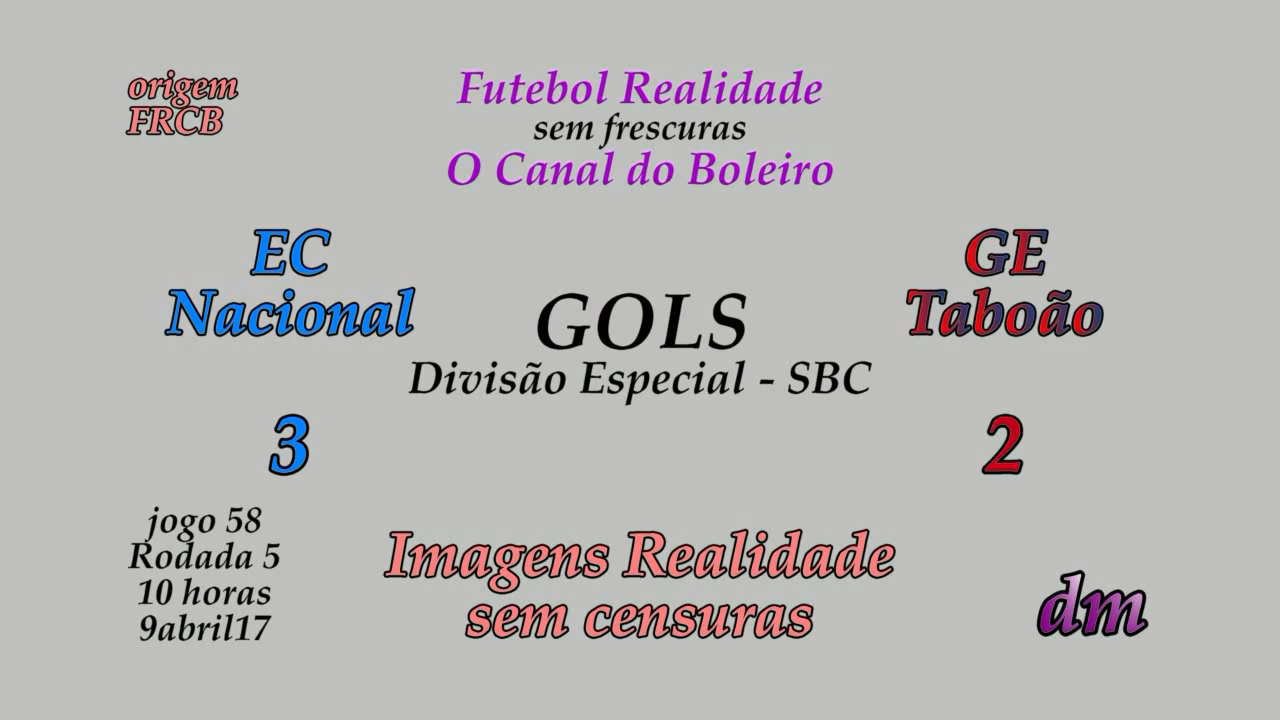 origem
FRCB
Futebol Realidade
sem frescuras
O Canal do Boleiro
EC
Nacional
GE
Taboão
GOLS
Divisão Especial - SBC
3
2
jogo 58
Rodada 5
10 horas
9abril17
Imagens Realidade
sem censuras
dm